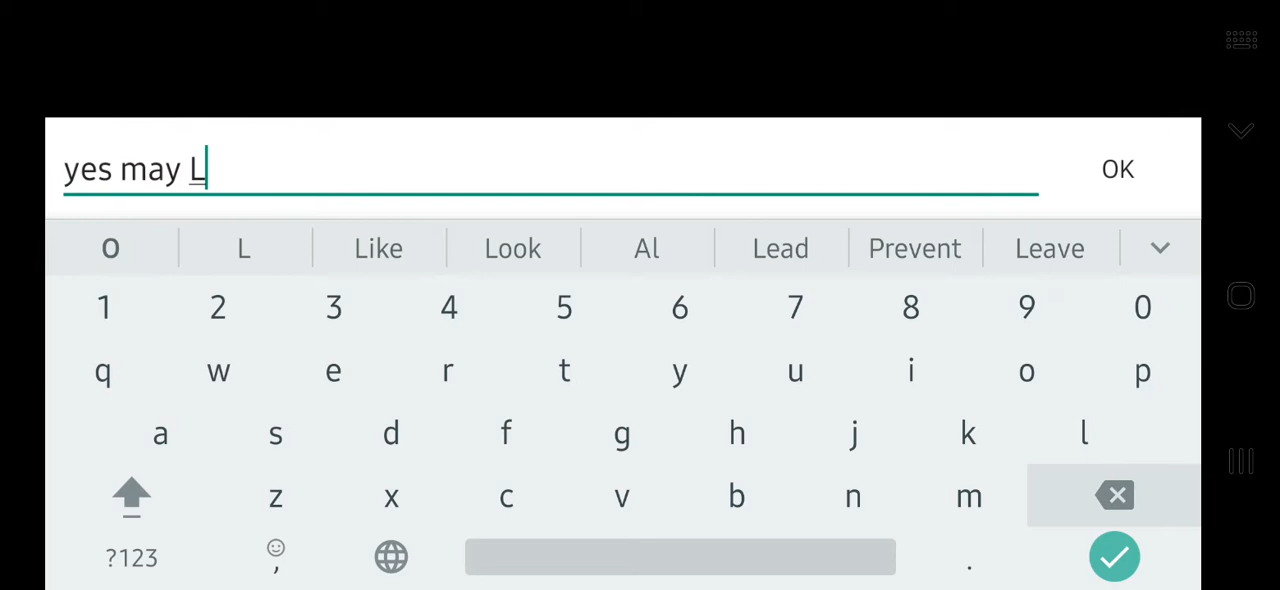 yes may L
OK
O L Like Look Al Lead Prevent Leave
1 2 3 4 5 6 7 8 9 0
q w e r t y u i o p
a s d f g h j k l
z x c v b n m
?123 , .